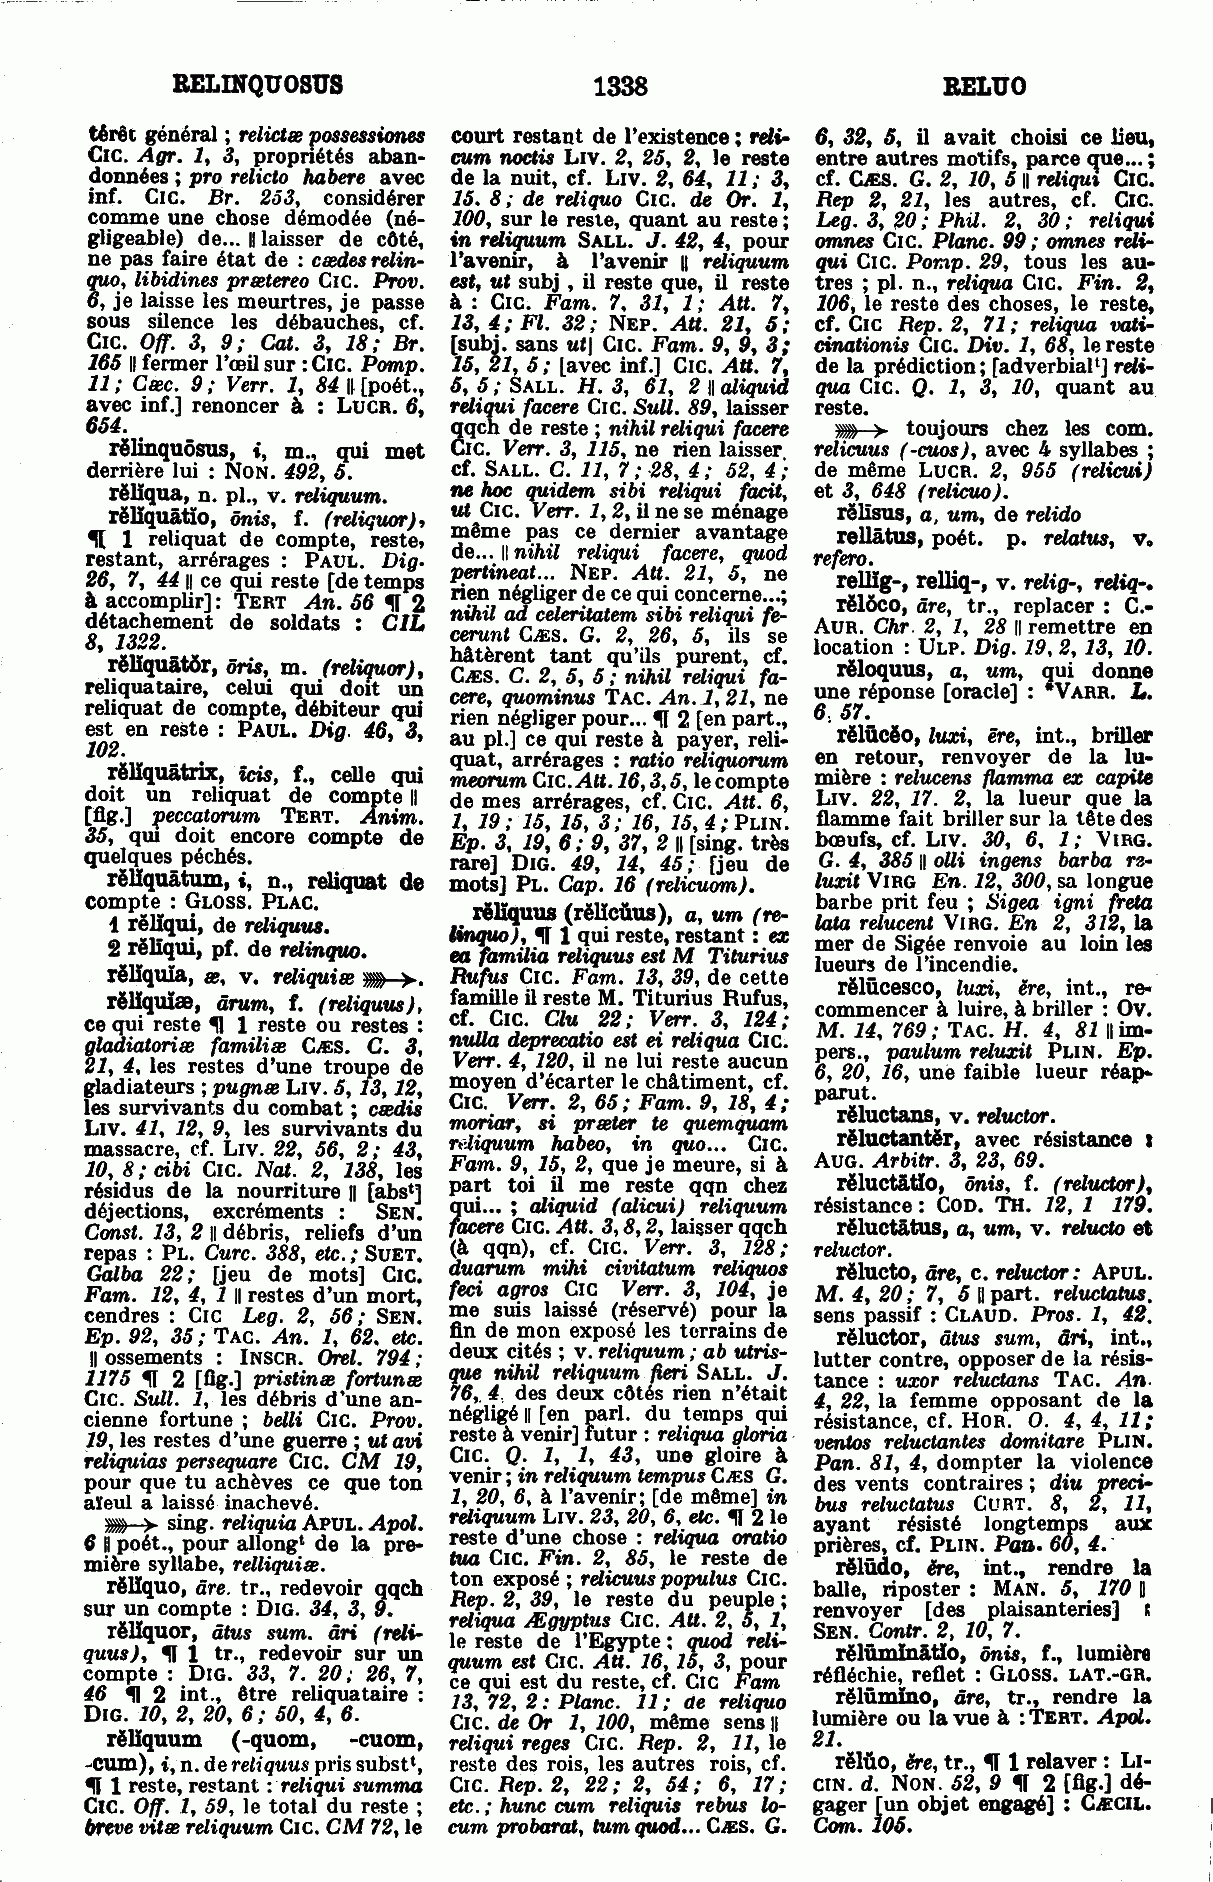 RELINQUOSUS 1338 RELUO
térêt général ; relictæ possessiones
CIC. Agr. 1, 3, propriétés aban-
données ; pro relicto habere avec
inf. CIC. Br. 253, considérer
comme une chose démodée (né-
gligeable) de... || laisser de côté,
ne pas faire état de : cædes relin-
quo, libidines prætereo CIC. Prov.
6, je laisse les meurtres, je passe
sous silence les débauches, cf.
CIC. Off. 3, 9 ; Cat. 3, 18 ; Br.
165 || fermer l'œil sur : CIC. Pomp.
11 ; Cæc. 9 ; Verr. 1, 84 || [poét.,
avec inf.] renoncer à : LUCR. 6,
654.
rĕlinquōsus, i, m., qui met
derrière lui : NON. 492, 5.
rĕlĭqua, n. pl., v. reliquum.
rĕlĭquātĭo, ōnis, f. (reliquor),
¶ 1 reliquat de compte, reste,
restant, arrérages : PAUL. Dig.
26, 7, 44 || ce qui reste [de temps
à accomplir] : TERT An. 56 ¶ 2
détachement de soldats : CIL
8, 1322.
rĕlĭquātŏr, ōris, m. (reliquor),
reliquataire, celui qui doit un
reliquat de compte, débiteur qui
est en reste : PAUL. Dig. 46, 3,
102.
rĕlĭquātrix, īcis, f., celle qui
doit un reliquat de compte ||
[fig.] peccatorum TERT. Anim.
35, qui doit encore compte de
quelques péchés.
rĕlĭquātum, i, n., reliquat de
compte : GLOSS. PLAC.
1 rĕlĭqui, de reliquus.
2 rĕlĭqui, pf. de relinquo.
rĕlĭquĭa, æ, v. reliquiæ ⟶.
rĕlĭquĭæ, ārum, f. (reliquus),
ce qui reste ¶ 1 reste ou restes :
gladiatoriæ familiæ CÆS. C. 3,
21, 4, les restes d'une troupe de
gladiateurs ; pugnæ LIV. 5, 13, 12,
les survivants du combat ; cædis
LIV. 41, 12, 9, les survivants du
massacre, cf. LIV. 22, 56, 2 ; 43,
10, 8 ; cibi CIC. Nat. 2, 138, les
résidus de la nourriture || [absᵗ]
déjections, excréments : SEN.
Const. 13, 2 || débris, reliefs d'un
repas : PL. Curc. 388, etc. ; SUET.
Galba 22 ; [jeu de mots] CIC.
Fam. 12, 4, 1 || restes d'un mort,
cendres : CIC Leg. 2, 56 ; SEN.
Ep. 92, 35 ; TAC. An. 1, 62. etc.
|| ossements : INSCR. Orel. 794 ;
1175 ¶ 2 [fig.] pristinæ fortunæ
CIC. Sull. 1, les débris d'une an-
cienne fortune ; belli CIC. Prov.
19, les restes d'une guerre ; ut avi
reliquias persequare CIC. CM 19,
pour que tu achèves ce que ton
aïeul a laissé inachevé.
⟶ sing. reliquia APUL. Apol.
6 || poét., pour allongᵗ de la pre-
mière syllabe, relliquiæ.
rĕlĭquo, āre. tr., redevoir qqch
sur un compte : DIG. 34, 3, 9.
rĕlĭquor, ātus sum. āri (reli-
quus), ¶ 1 tr., redevoir sur un
compte : DIG. 33, 7. 20 ; 26, 7,
46 ¶ 2 int., être reliquataire :
DIG. 10, 2, 20, 6 ; 50, 4, 6.
rĕlĭquum (-quom, -cuom,
-cum), i, n. de reliquus pris substᵗ,
¶ 1 reste, restant : reliqui summa
CIC. Off. 1, 59, le total du reste ;
breve vitæ reliquum CIC. CM 72, le
court restant de l'existence ; reli-
cum noctis LIV. 2, 25, 2, le reste
de la nuit, cf. LIV. 2, 64, 11 ; 3,
15. 8 ; de reliquo CIC. de Or. 1,
100, sur le reste, quant au reste ;
in reliquum SALL. J. 42, 4, pour
l'avenir, à l'avenir || reliquum
est, ut subj , il reste que, il reste
à : CIC. Fam. 7, 31, 1 ; Att. 7,
13, 4 ; Fl. 32 ; NEP. Att. 21, 5 ;
[subj. sans ut] CIC. Fam. 9, 9, 3 ;
15, 21, 5 ; [avec inf.] CIC. Att. 7,
5, 5 ; SALL. H. 3, 61, 2 || aliquid
reliqui facere CIC. Sull. 89, laisser
qqch de reste ; nihil reliqui facere
CIC. Verr. 3, 115, ne rien laisser,
cf. SALL. C. 11, 7 ; 28, 4 ; 52, 4 ;
ne hoc quidem sibi reliqui facit,
ut CIC. Verr. 1, 2, il ne se ménage
même pas ce dernier avantage
de... || nihil reliqui facere, quod
pertineat... NEP. Att. 21, 5, ne
rien négliger de ce qui concerne...;
nihil ad celeritatem sibi reliqui fe-
cerunt CÆS. G. 2, 26, 5, ils se
hâtèrent tant qu'ils purent, cf.
CÆS. C. 2, 5, 5 ; nihil reliqui fa-
cere, quominus TAC. An. 1, 21, ne
rien négliger pour... ¶ 2 [en part.,
au pl.] ce qui reste à payer, reli-
quat, arrérages : ratio reliquorum
meorum CIC. Att. 16, 3, 5, le compte
de mes arrérages, cf. CIC. Att. 6,
1, 19 ; 15, 15, 3 ; 16, 15, 4 ; PLIN.
Ep. 3, 19, 6 ; 9, 37, 2 || [sing. très
rare] DIG. 49, 14, 45 ; [jeu de
mots] PL. Cap. 16 (relicuom).
rĕlĭquus (rĕlĭcŭus), a, um (re-
linquo), ¶ 1 qui reste, restant : ex
ea familia reliquus est M Titurius
Rufus CIC. Fam. 13, 39, de cette
famille il reste M. Titurius Rufus,
cf. CIC. Clu 22 ; Verr. 3, 124 ;
nulla deprecatio est ei reliqua CIC.
Verr. 4, 120, il ne lui reste aucun
moyen d'écarter le châtiment, cf.
CIC. Verr. 2, 65 ; Fam. 9, 18, 4 ;
moriar, si præter te quemquam
reliquum habeo, in quo... CIC.
Fam. 9, 15, 2, que je meure, si à
part toi il me reste qqn chez
qui... ; aliquid (alicui) reliquum
facere CIC. Att. 3, 8, 2, laisser qqch
(à qqn), cf. CIC. Verr. 3, 128 ;
duarum mihi civitatum reliquos
feci agros CIC Verr. 3, 104, je
me suis laissé (réservé) pour la
fin de mon exposé les terrains de
deux cités ; v. reliquum ; ab utris-
que nihil reliquum fieri SALL. J.
76, 4. des deux côtés rien n'était
négligé || [en parl. du temps qui
reste à venir] futur : reliqua gloria
CIC. Q. 1, 1, 43, une gloire à
venir ; in reliquum tempus CÆS G.
1, 20, 6, à l'avenir ; [de même] in
reliquum LIV. 23, 20, 6, etc. ¶ 2 le
reste d'une chose : reliqua oratio
tua CIC. Fin. 2, 85, le reste de
ton exposé ; relicuus populus CIC.
Rep. 2, 39, le reste du peuple ;
reliqua Ægyptus CIC. Att. 2, 5, 1,
le reste de l'Egypte ; quod reli-
quum est CIC. Att. 16, 15, 3, pour
ce qui est du reste, cf. CIC Fam
13, 72, 2 : Planc. 11 ; de reliquo
CIC. de Or 1, 100, même sens ||
reliqui reges CIC. Rep. 2, 11, le
reste des rois, les autres rois, cf.
CIC. Rep. 2, 22 ; 2, 54 ; 6, 17 ;
etc. ; hunc cum reliquis rebus lo-
cum probarat, tum quod... CÆS. G.
6, 32, 5, il avait choisi ce lieu,
entre autres motifs, parce que... ;
cf. CÆS. G. 2, 10, 5 || reliqui CIC.
Rep 2, 21, les autres, cf. CIC.
Leg. 3, 20 ; Phil. 2, 30 ; reliqui
omnes CIC. Planc. 99 ; omnes reli-
qui CIC. Pomp. 29, tous les au-
tres ; pl. n., reliqua CIC. Fin. 2,
106, le reste des choses, le reste,
cf. CIC Rep. 2, 71 ; reliqua vati-
cinationis CIC. Div. 1, 68, le reste
de la prédiction ; [adverbialᵗ] reli-
qua CIC. Q. 1, 3, 10, quant au
reste.
⟶ toujours chez les com.
relicuus (-cuos), avec 4 syllabes ;
de même LUCR. 2, 955 (relicui)
et 3, 648 (relicuo).
rĕlīsus, a, um, de relido
rellātus, poét. p. relatus, v.
refero.
rellĭg-, rellĭq-, v. relig-, reliq-.
rĕlŏco, āre, tr., replacer : C.-
AUR. Chr. 2, 1, 28 || remettre en
location : ULP. Dig. 19, 2, 13, 10.
rĕloquus, a, um, qui donne
une réponse [oracle] : *VARR. L.
6, 57.
rĕlūcĕo, luxi, ēre, int., briller
en retour, renvoyer de la lu-
mière : relucens flamma ex capite
LIV. 22, 17. 2, la lueur que la
flamme fait briller sur la tête des
bœufs, cf. LIV. 30, 6, 1 ; VIRG.
G. 4, 385 || olli ingens barba re-
luxit VIRG En. 12, 300, sa longue
barbe prit feu ; Sigea igni freta
lata relucent VIRG. En 2, 312, la
mer de Sigée renvoie au loin les
lueurs de l'incendie.
rĕlūcesco, luxi, ĕre, int., re-
commencer à luire, à briller : OV.
M. 14, 769 ; TAC. H. 4, 81 || im-
pers., paulum reluxit PLIN. Ep.
6, 20, 16, une faible lueur réap-
parut.
rĕluctans, v. reluctor.
rĕluctantĕr, avec résistance :
AUG. Arbitr. 3, 23, 69.
rĕluctātĭo, ōnis, f. (reluctor),
résistance : COD. TH. 12, 1 179.
rĕluctātus, a, um, v. relucto et
reluctor.
rĕlucto, āre, c. reluctor : APUL.
M. 4, 20 ; 7, 5 || part. reluctatus.
sens passif : CLAUD. Pros. 1, 42.
rĕluctor, ātus sum, āri, int.,
lutter contre, opposer de la résis-
tance : uxor reluctans TAC. An.
4, 22, la femme opposant de la
résistance, cf. HOR. O. 4, 4, 11 ;
ventos reluctantes domitare PLIN.
Pan. 81, 4, dompter la violence
des vents contraires ; diu preci-
bus reluctatus CURT. 8, 2, 11,
ayant résisté longtemps aux
prières, cf. PLIN. Pan. 60, 4.
rĕlūdo, ĕre, int., rendre la
balle, riposter : MAN. 5, 170 ||
renvoyer [des plaisanteries] :
SEN. Contr. 2, 10, 7.
rĕlūmĭnātĭo, ōnis, f., lumière
réfléchie, reflet : GLOSS. LAT.-GR.
rĕlūmĭno, āre, tr., rendre la
lumière ou la vue à : TERT. Apol.
21.
rĕlŭo, ĕre, tr., ¶ 1 relaver : LI-
CIN. d. NON. 52, 9 ¶ 2 [fig.] dé-
gager [un objet engagé] : CÆCIL.
Com. 105.